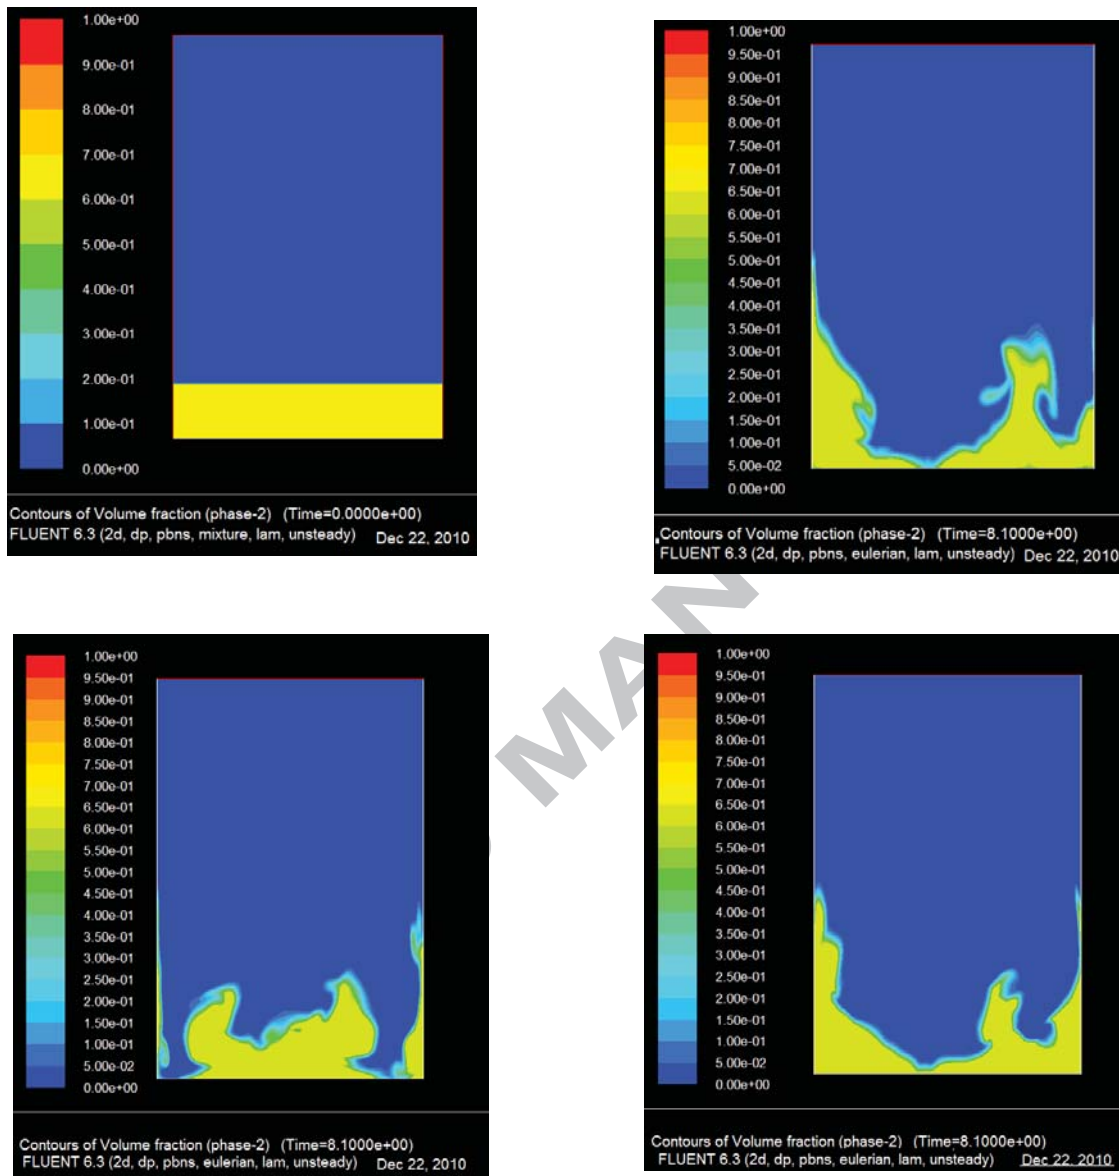 1.00e+00
9.00e-01
8.00e-01
7.00e-01
6.00e-01
5.00e-01
4.00e-01
3.00e-01
2.00e-01
1.00e-01
0.00e+00
Contours of Volume fraction (phase-2) (Time=0.0000e+00)
FLUENT 6.3 (2d, dp, pbns, mixture, lam, unsteady) Dec 22, 2010
1.00e+00
9.50e-01
9.00e-01
8.50e-01
8.00e-01
7.50e-01
7.00e-01
6.50e-01
6.00e-01
5.50e-01
5.00e-01
4.50e-01
4.00e-01
3.50e-01
3.00e-01
2.50e-01
2.00e-01
1.50e-01
1.00e-01
5.00e-02
0.00e+00
Contours of Volume fraction (phase-2) (Time=8.1000e+00)
FLUENT 6.3 (2d, dp, pbns, eulerian, lam, unsteady) Dec 22, 2010
MAN
1.00e+00
9.50e-01
9.00e-01
8.50e-01
8.00e-01
7.50e-01
7.00e-01
6.50e-01
6.00e-01
5.50e-01
5.00e-01
4.50e-01
4.00e-01
3.50e-01
3.00e-01
2.50e-01
2.00e-01
1.50e-01
1.00e-01
5.00e-02
0.00e+00
Contours of Volume fraction (phase-2) (Time=8.1000e+00)
FLUENT 6.3 (2d, dp, pbns, eulerian, lam, unsteady) Dec 22, 2010
1.00e+00
9.50e-01
9.00e-01
8.50e-01
8.00e-01
7.50e-01
7.00e-01
6.50e-01
6.00e-01
5.50e-01
5.00e-01
4.50e-01
4.00e-01
3.50e-01
3.00e-01
2.50e-01
2.00e-01
1.50e-01
1.00e-01
5.00e-02
0.00e+00
Contours of Volume fraction (phase-2) (Time=8.1000e+00)
FLUENT 6.3 (2d, dp, pbns, eulerian, lam, unsteady) Dec 22, 2010